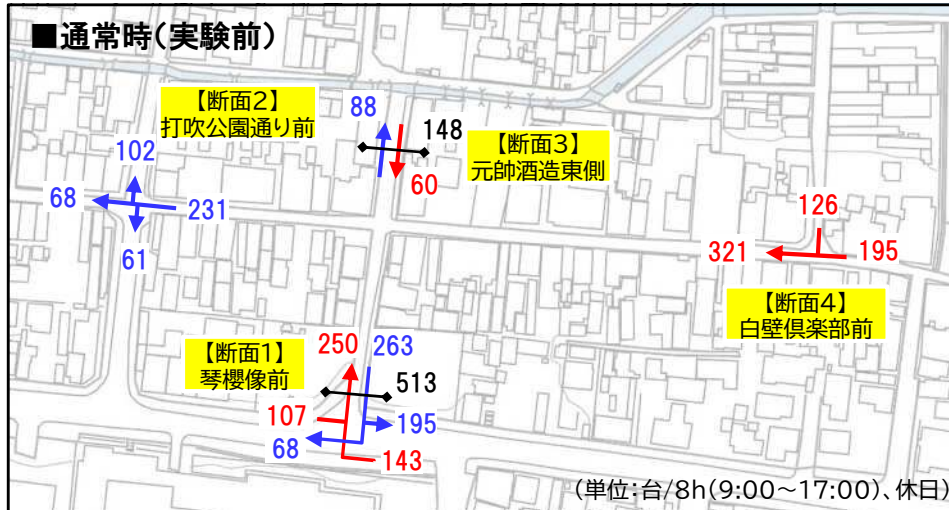 ■通常時(実験前)
【断面2】
打吹公園通り前
88
148
【断面3】
元帥酒造東側
102
60
68
231
126
61
321
195
【断面4】
白壁倶楽部前
【断面1】
琴櫻像前
250
263
513
107
195
68
143
(単位:台/8h(9:00～17:00)、休日)